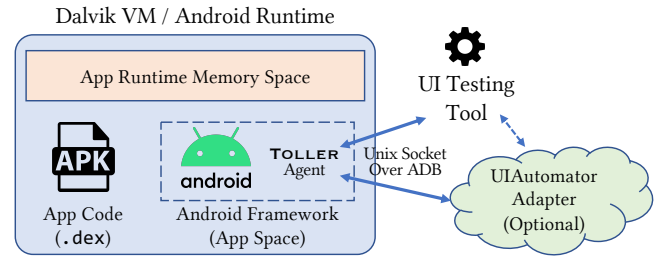 Dalvik VM / Android Runtime
App Runtime Memory Space
UI Testing
Tool
APK
android
TOLLER
Agent
Unix Socket
Over ADB
UIAutomator
Adapter
(Optional)
App Code
(.dex)
Android Framework
(App Space)